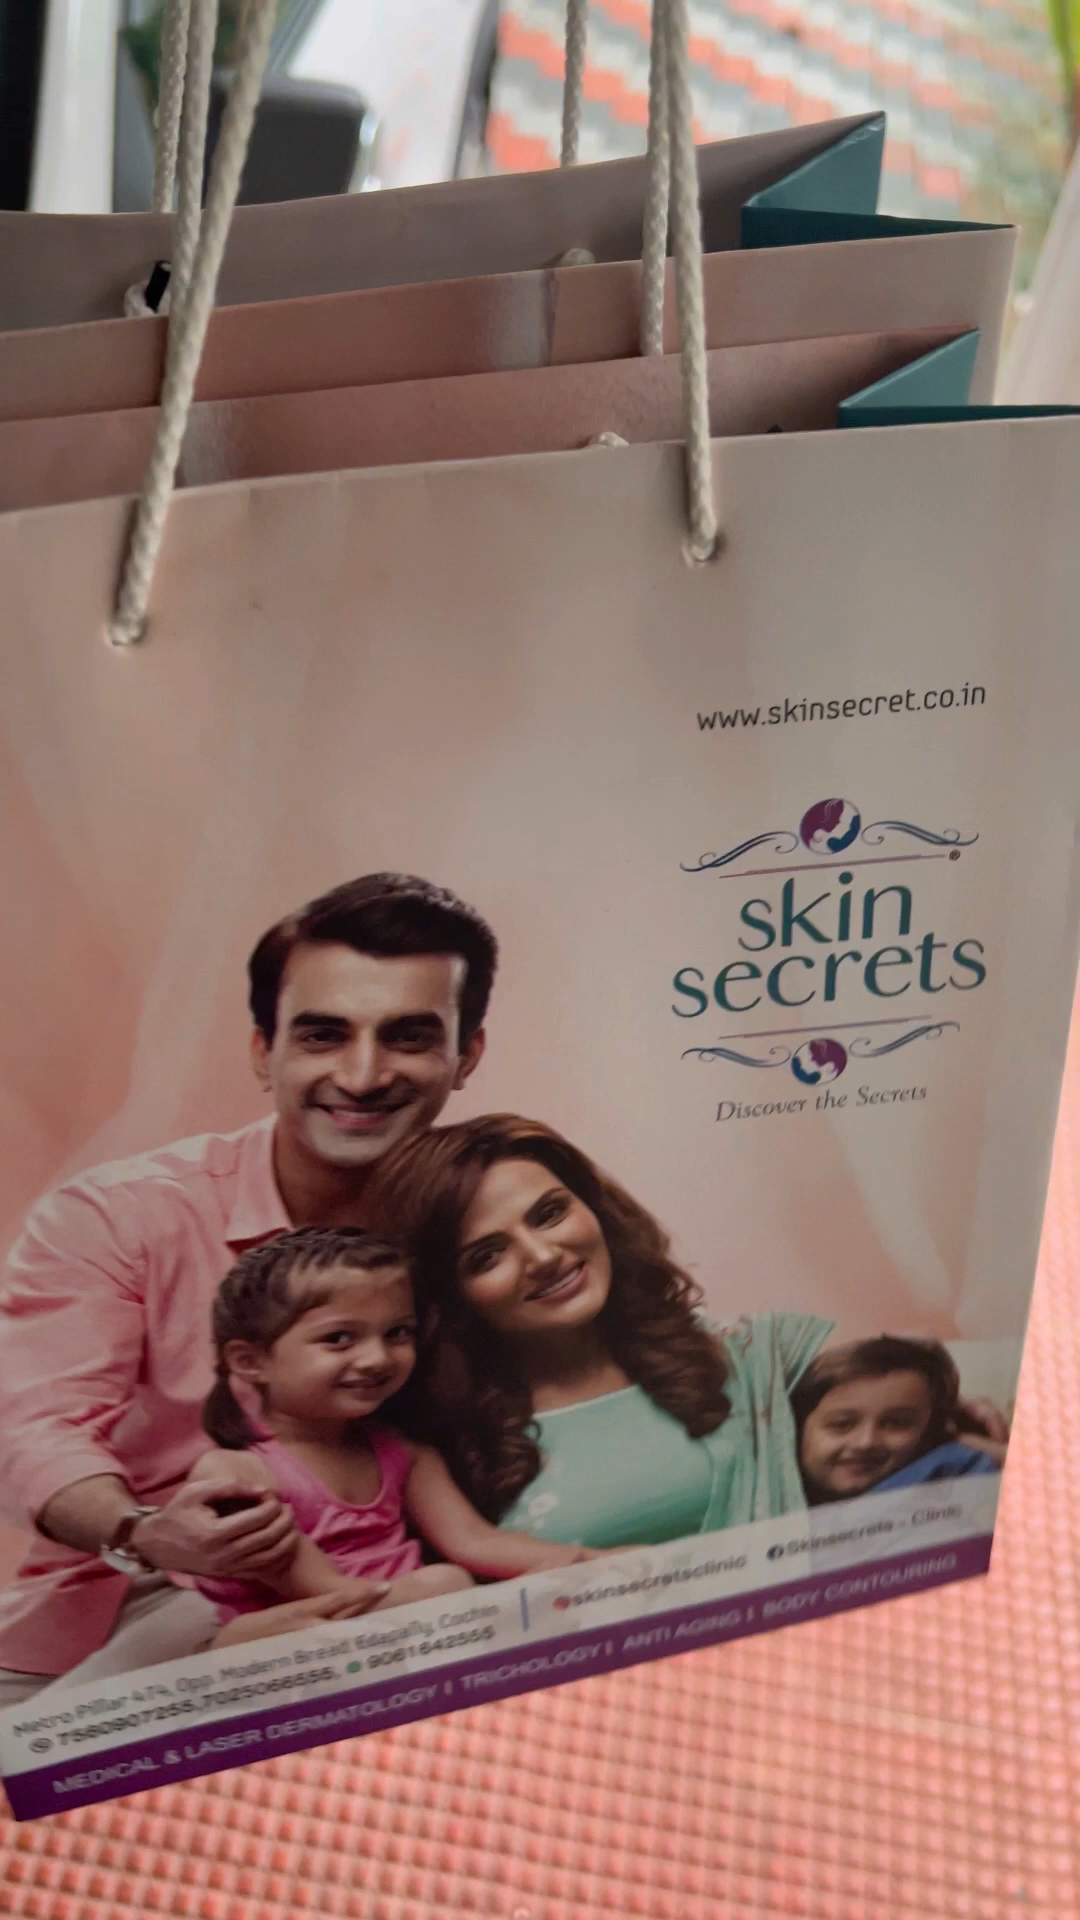 www.skinsecret.co.in
skin
secrets
®
Discover the Secrets
Metro Pillar 474, Opp. Modern Bread, Edapally, Cochin
7560907255, 7025066555, 9061642555
skinsecretsclinic
Skinsecrets - Clinic
MEDICAL & LASER DERMATOLOGY I TRICHOLOGY I ANTI AGING I BODY CONTOURING